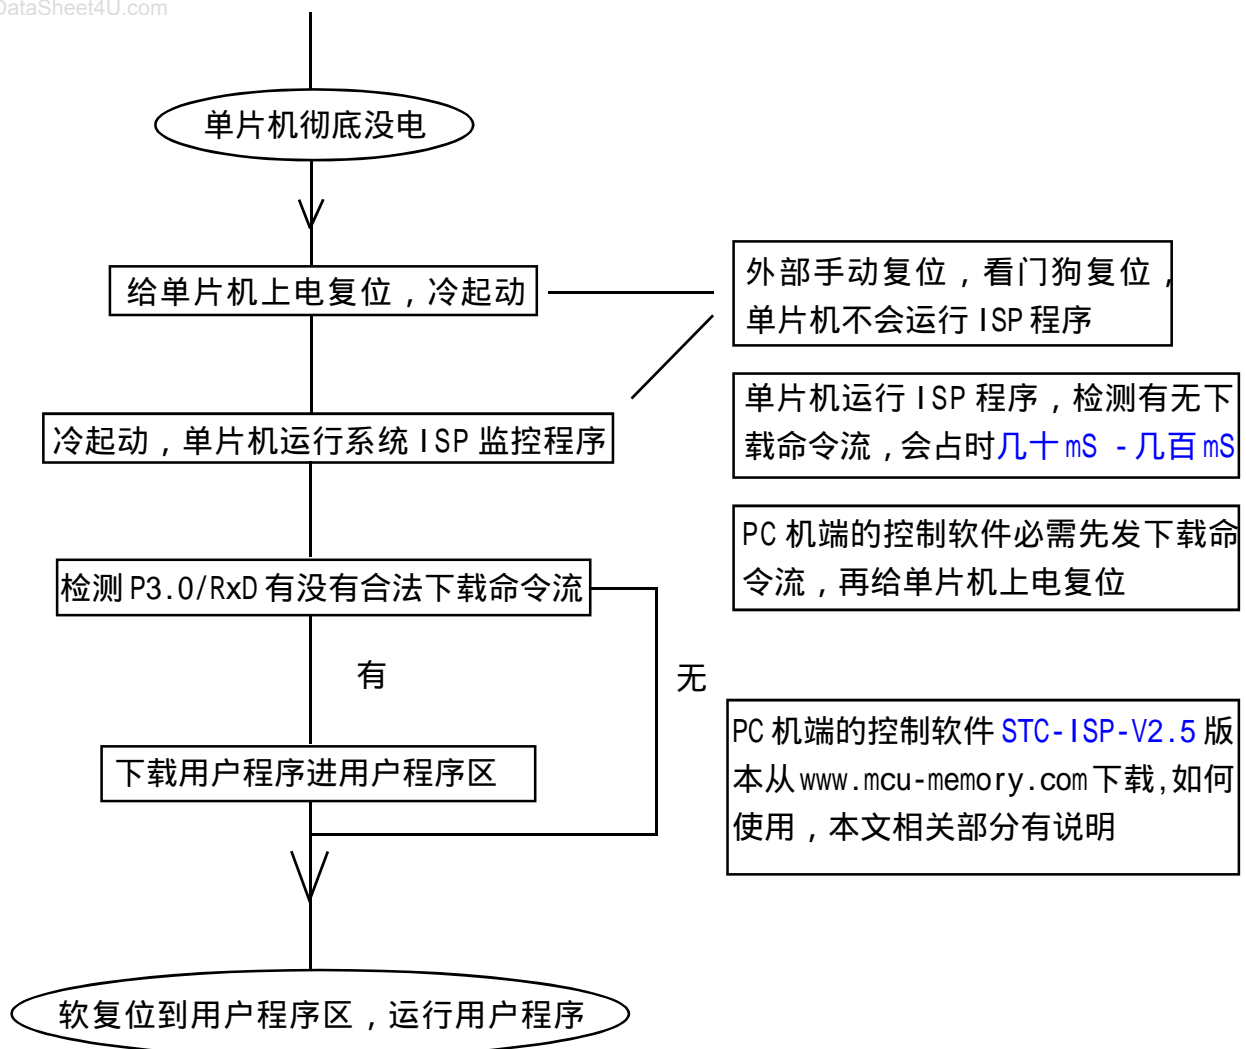 DataSheet4U.com
单片机彻底没电
给单片机上电复位，冷起动
外部手动复位，看门狗复位，
单片机不会运行 ISP 程序
冷起动，单片机运行系统 ISP 监控程序
单片机运行 ISP 程序，检测有无下
载命令流，会占时几十 mS - 几百 mS
PC 机端的控制软件必需先发下载命
令流，再给单片机上电复位
检测 P3.0/RxD 有没有合法下载命令流
有
无
PC 机端的控制软件 STC-ISP-V2.5 版
本从 www.mcu-memory.com 下载,如何
使用，本文相关部分有说明
下载用户程序进用户程序区
软复位到用户程序区，运行用户程序